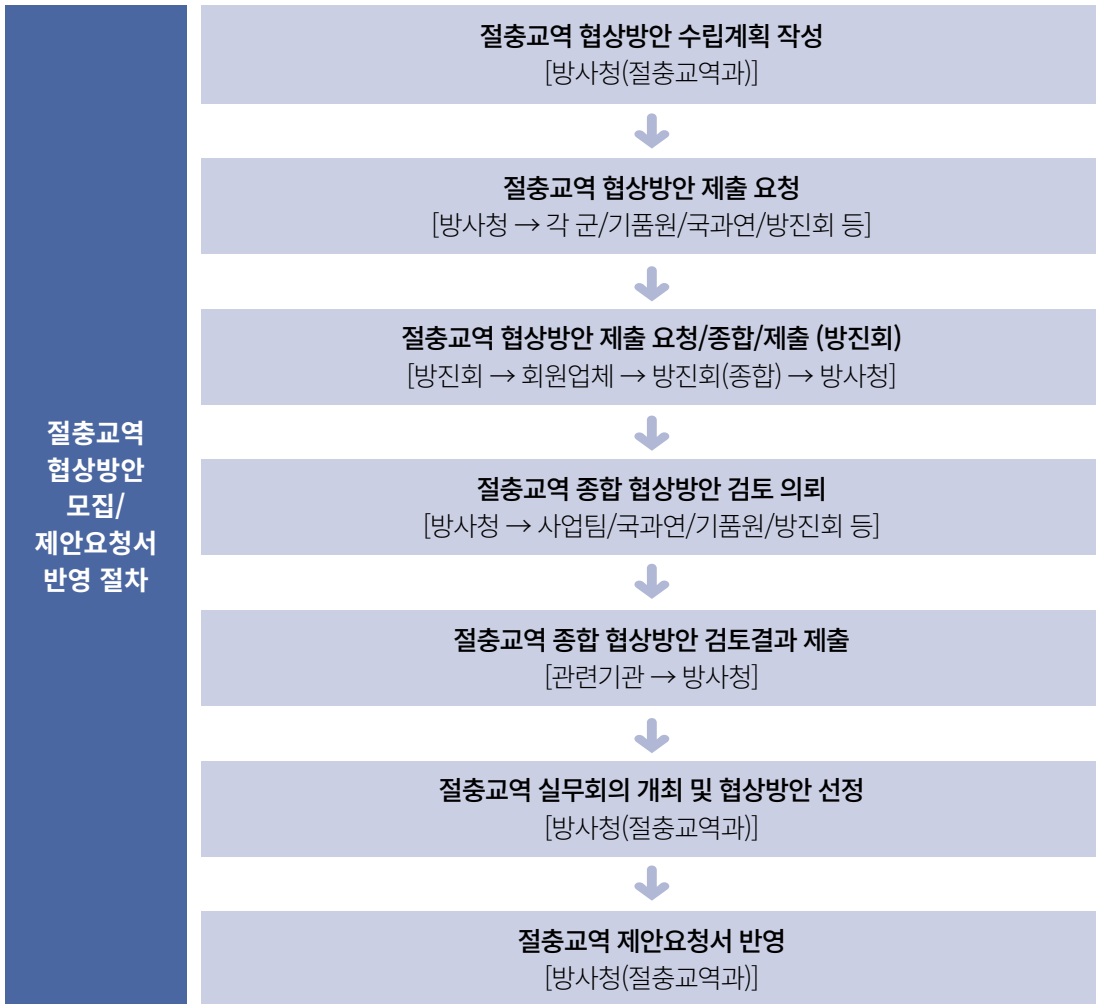 절충교역
협상방안
모집/
제안요청서
반영 절차
절충교역 협상방안 수립계획 작성
[방사청(절충교역과)]
절충교역 협상방안 제출 요청
[방사청 → 각 군/기품원/국과연/방진회 등]
절충교역 협상방안 제출 요청/종합/제출 (방진회)
[방진회 → 회원업체 → 방진회(종합) → 방사청]
절충교역 종합 협상방안 검토 의뢰
[방사청 → 사업팀/국과연/기품원/방진회 등]
절충교역 종합 협상방안 검토결과 제출
[관련기관 → 방사청]
절충교역 실무회의 개최 및 협상방안 선정
[방사청(절충교역과)]
절충교역 제안요청서 반영
[방사청(절충교역과)]